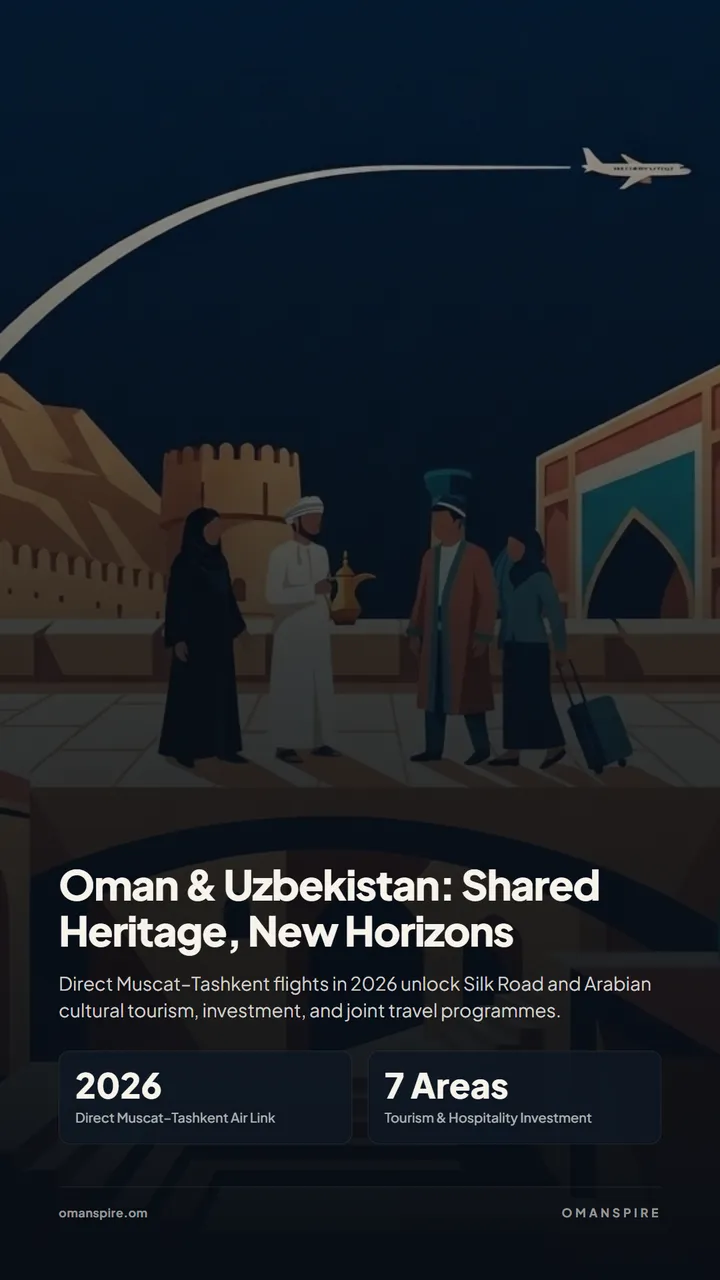 Oman & Uzbekistan: Shared
Heritage, New Horizons
Direct Muscat–Tashkent flights in 2026 unlock Silk Road and Arabian
cultural tourism, investment, and joint travel programmes.
2026
Direct Muscat–Tashkent Air Link
7 Areas
Tourism & Hospitality Investment
omanspire.om
OMANSPIRE